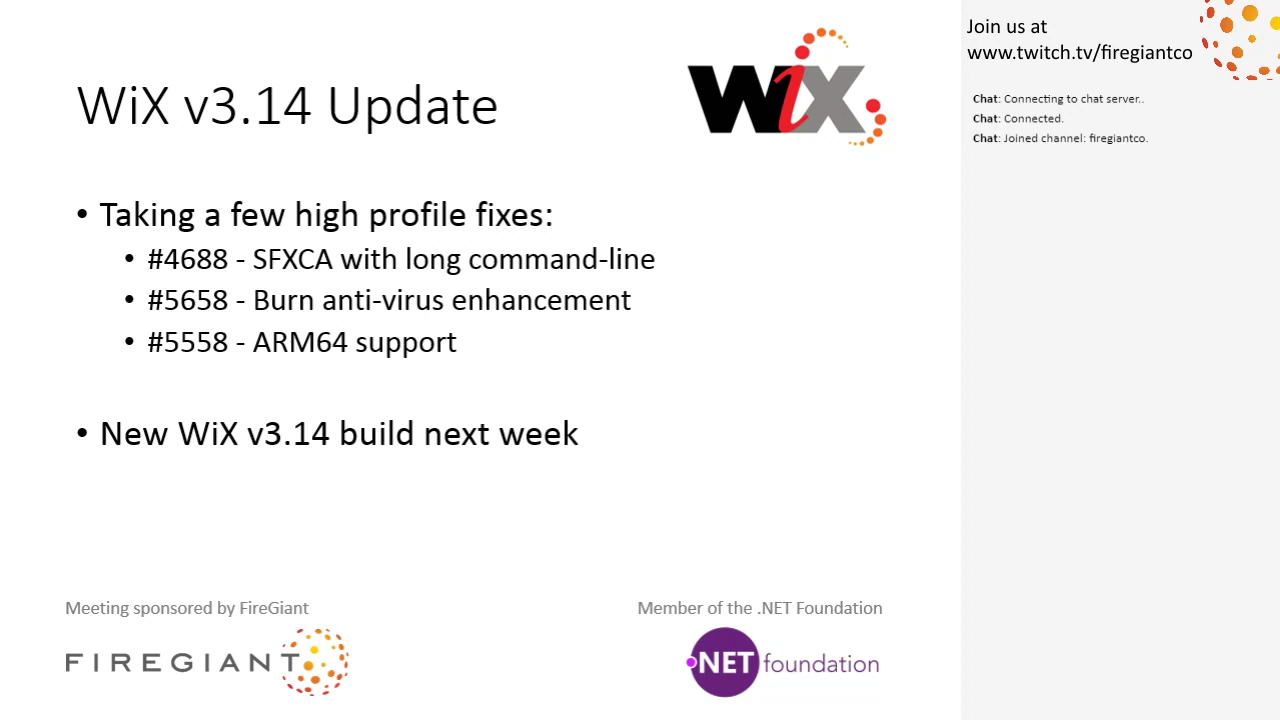 WiX v3.14 Update
WiX
• Taking a few high profile fixes:
• #4688 - SFXCA with long command-line
• #5658 - Burn anti-virus enhancement
• #5558 - ARM64 support
• New WiX v3.14 build next week
Meeting sponsored by FireGiant
FIREGIANT
Member of the .NET Foundation
.NET foundation
Join us at
www.twitch.tv/firegiantco
Chat: Connecting to chat server..
Chat: Connected.
Chat: Joined channel: firegiantco.